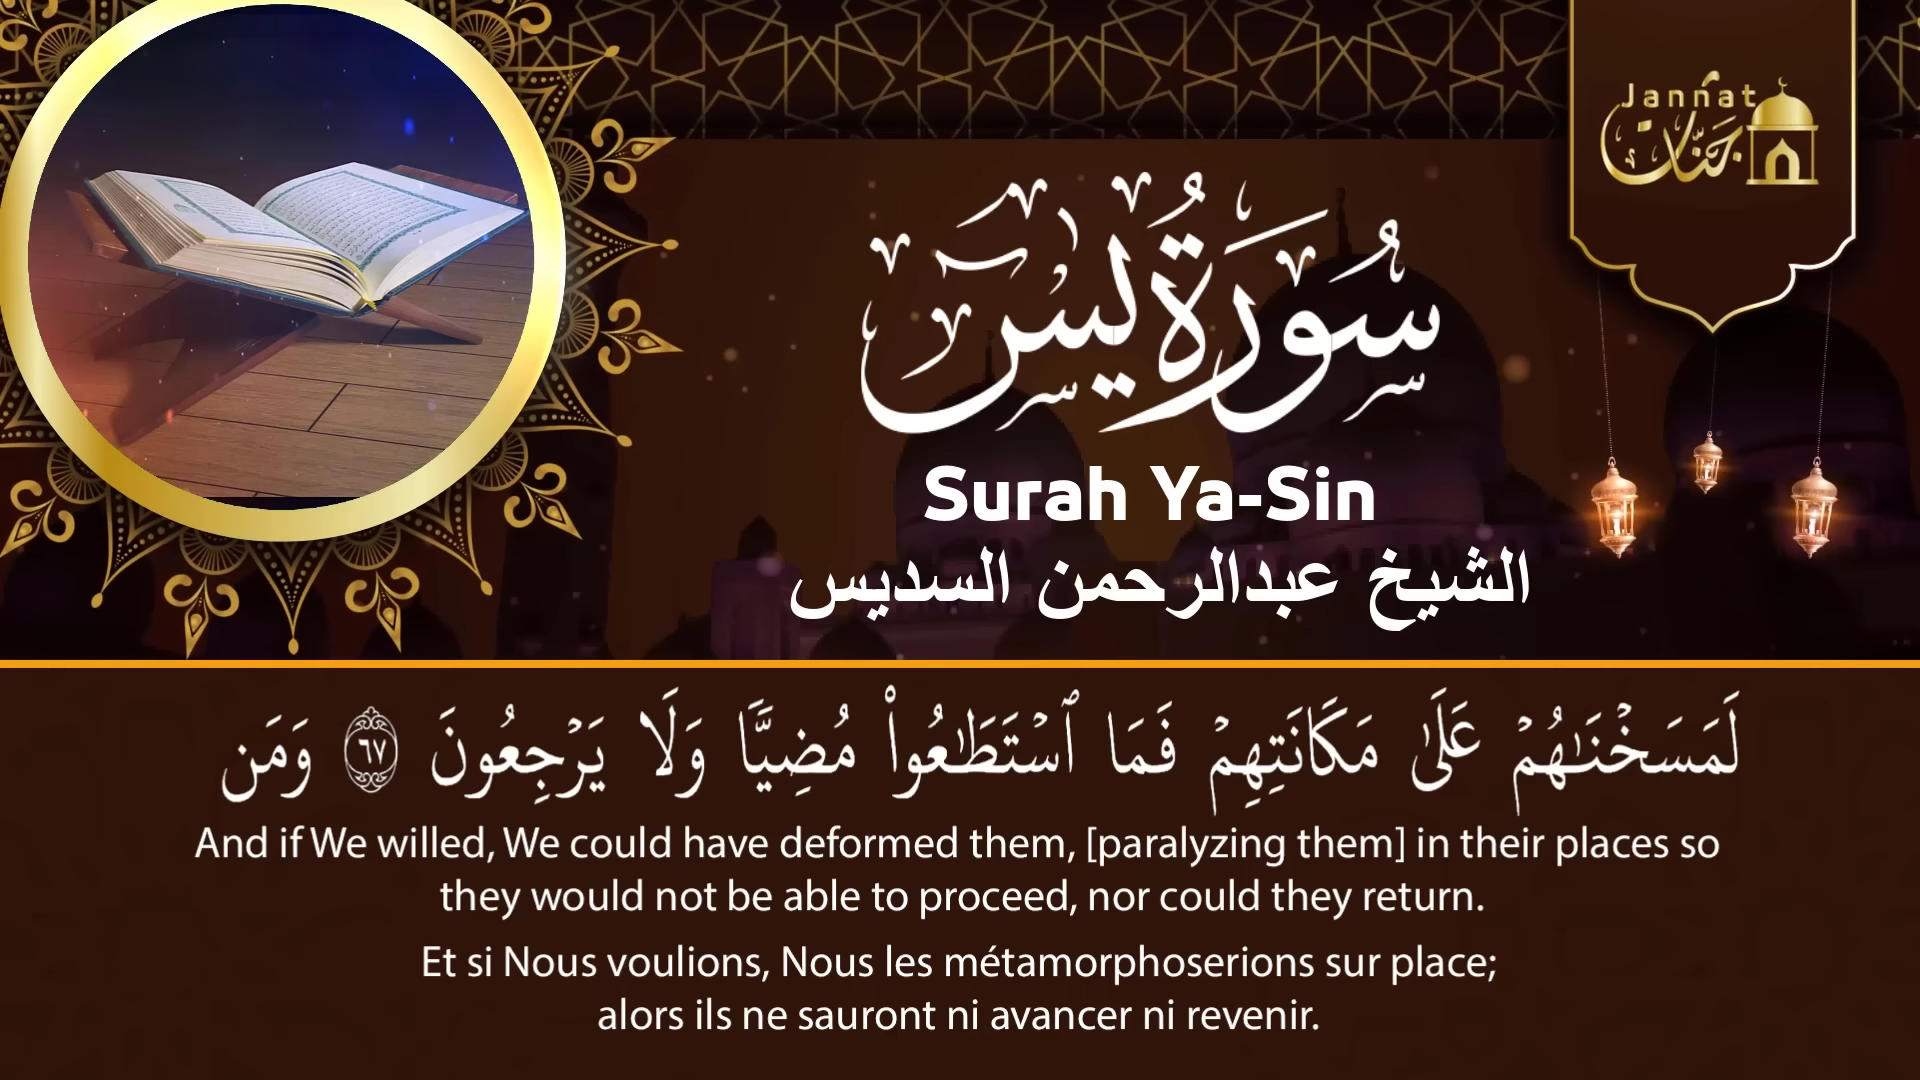 Jannat
جنات
سُورَةُ يسٓ
Surah Ya-Sin
الشيخ عبدالرحمن السديس
لَمَسَخْنَـٰهُمْ عَلَىٰ مَكَانَتِهِمْ فَمَا ٱسْتَطَـٰعُوا۟ مُضِيًّا وَلَا يَرْجِعُونَ ٦٧ وَمَن
And if We willed, We could have deformed them, [paralyzing them] in their places so
they would not be able to proceed, nor could they return.
Et si Nous voulions, Nous les métamorphoserions sur place;
alors ils ne sauront ni avancer ni revenir.